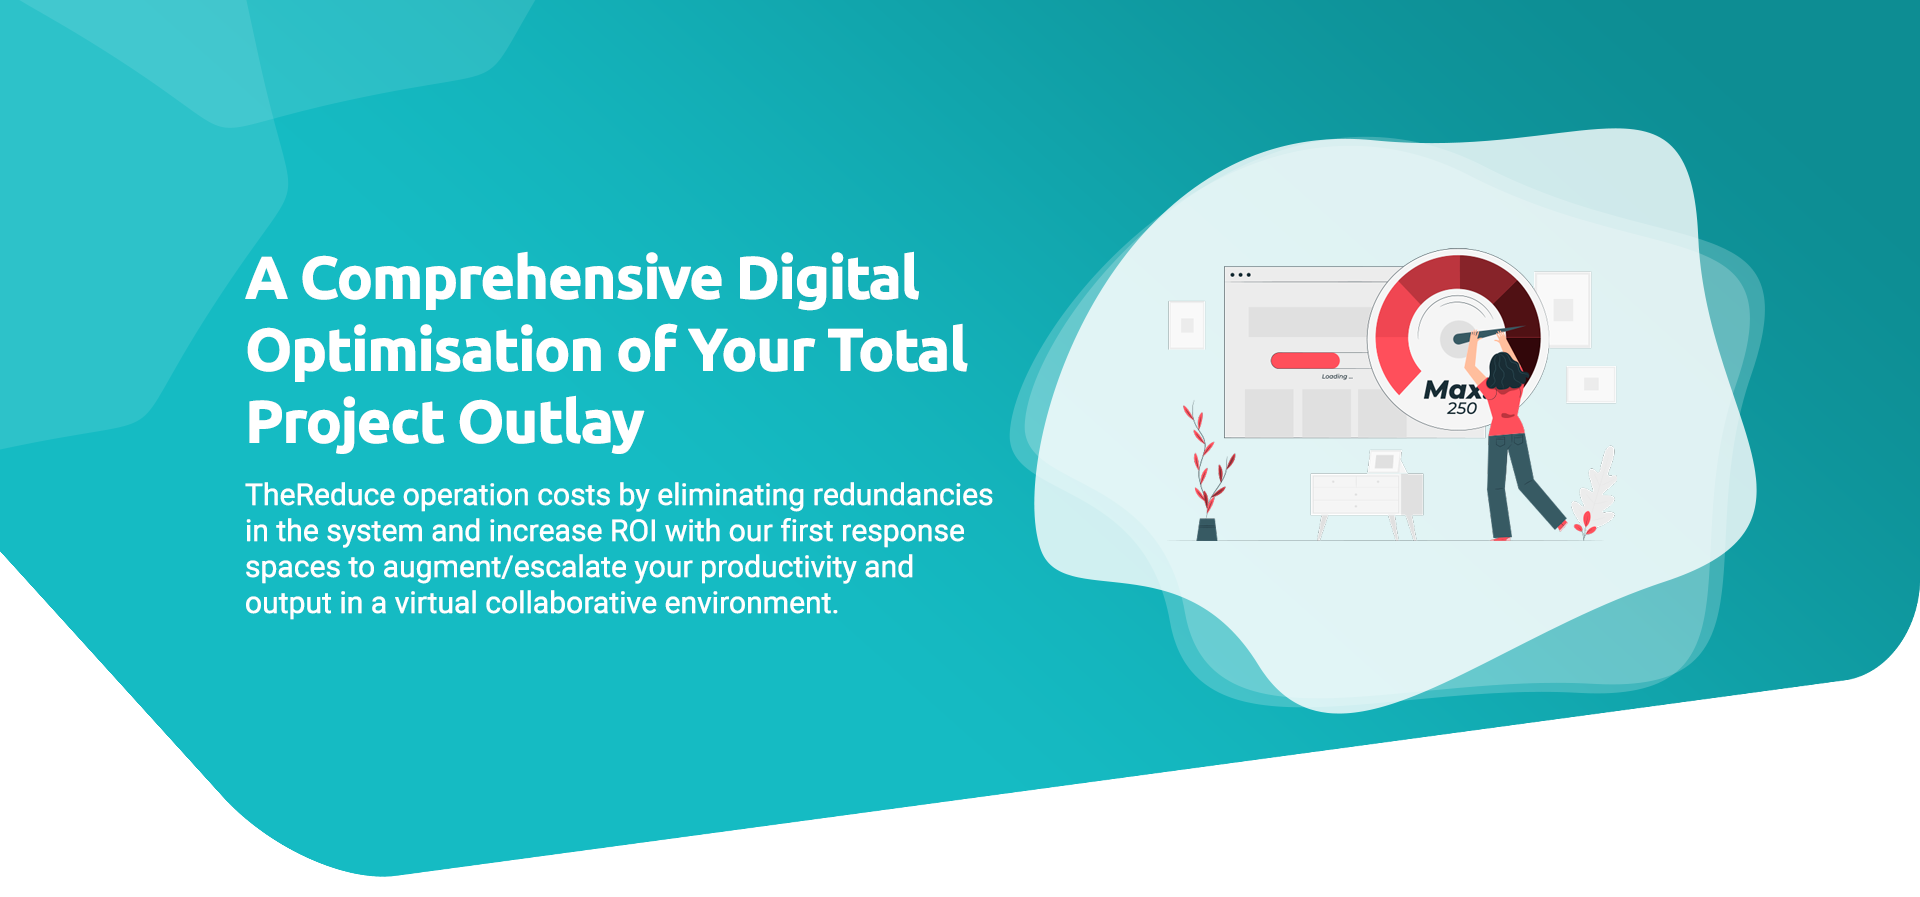 A Comprehensive Digital
Optimisation of Your Total
Project Outlay
TheReduce operation costs by eliminating redundancies
in the system and increase ROI with our first response
spaces to augment/escalate your productivity and
output in a virtual collaborative environment.
Loading ...
Max.
250